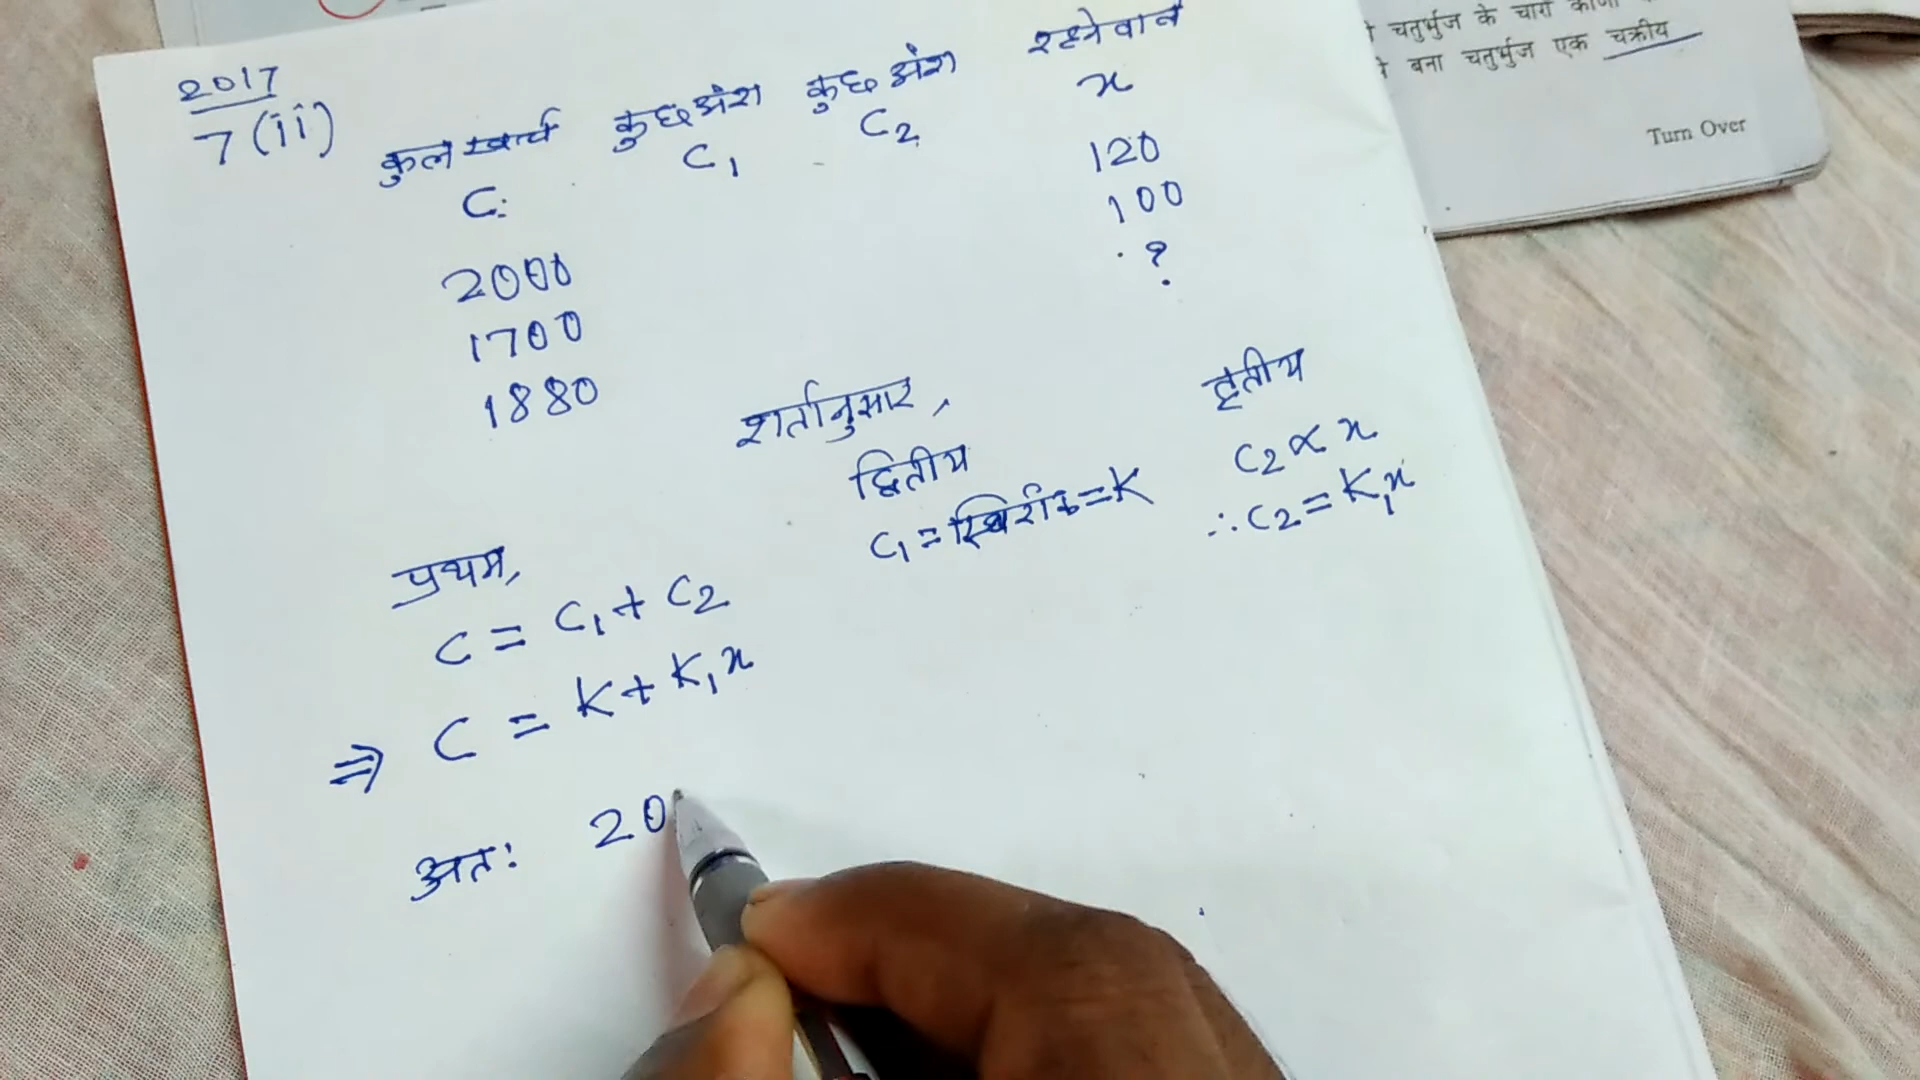 2017
7 (ii)
कुल खर्च कुछ अंश कुछ अंश रहनेवाले
C: C₁ C₂ x
2000 120
1700 100
1880 ?
शर्तानुसार,
प्रथम, द्वितीय तृतीय
C = C₁ + C₂ C₁ = स्थिरांक = K C₂ ∝ x
⇒ C = K + K₁x ∴ C₂ = K₁x
अतः 20
चतुर्भुज के चारों कोणों
बना चतुर्भुज एक चक्रीय
Turn Over